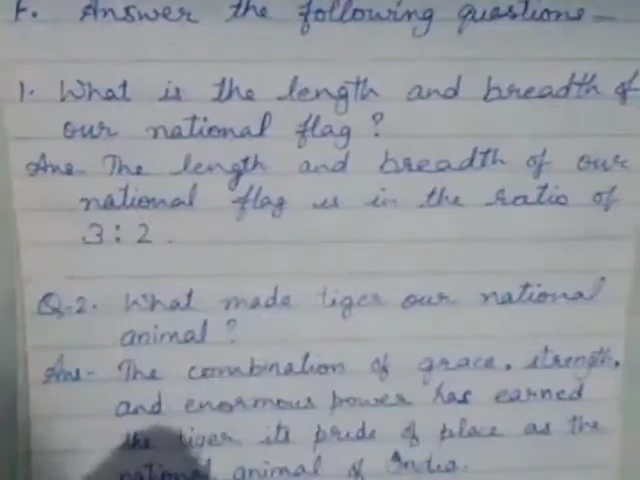 F. Answer the following questions -
1. What is the length and breadth of
our national flag ?
Ans. The length and breadth of our
national flag is in the ratio of
3 : 2 .
Q.2. What made tiger our national
animal ?
Ans - The combination of grace, strength,
and enormous power has earned
the tiger its pride of place as the
national animal of India.